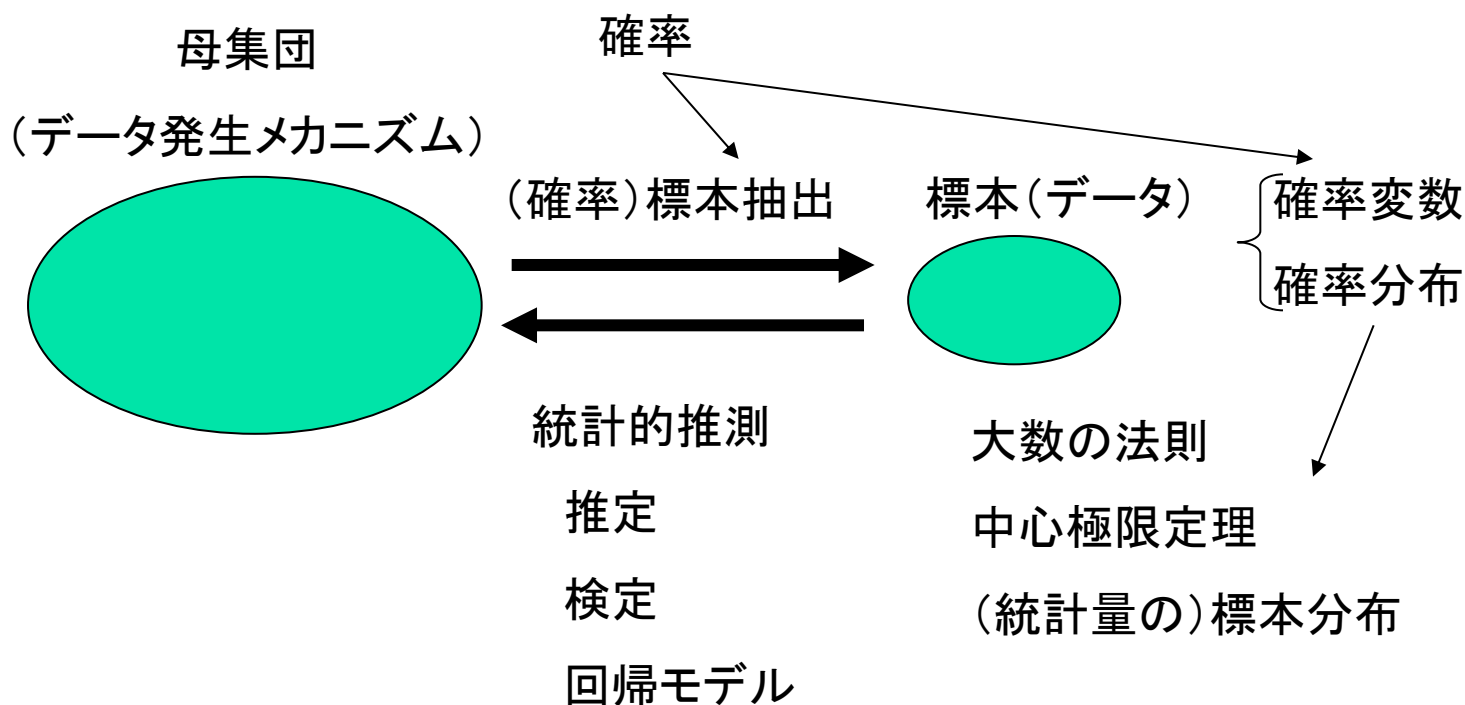 母集団
（データ発生メカニズム）
確率
（確率）標本抽出
標本（データ）
確率変数
確率分布
統計的推測
推定
検定
回帰モデル
大数の法則
中心極限定理
（統計量の）標本分布